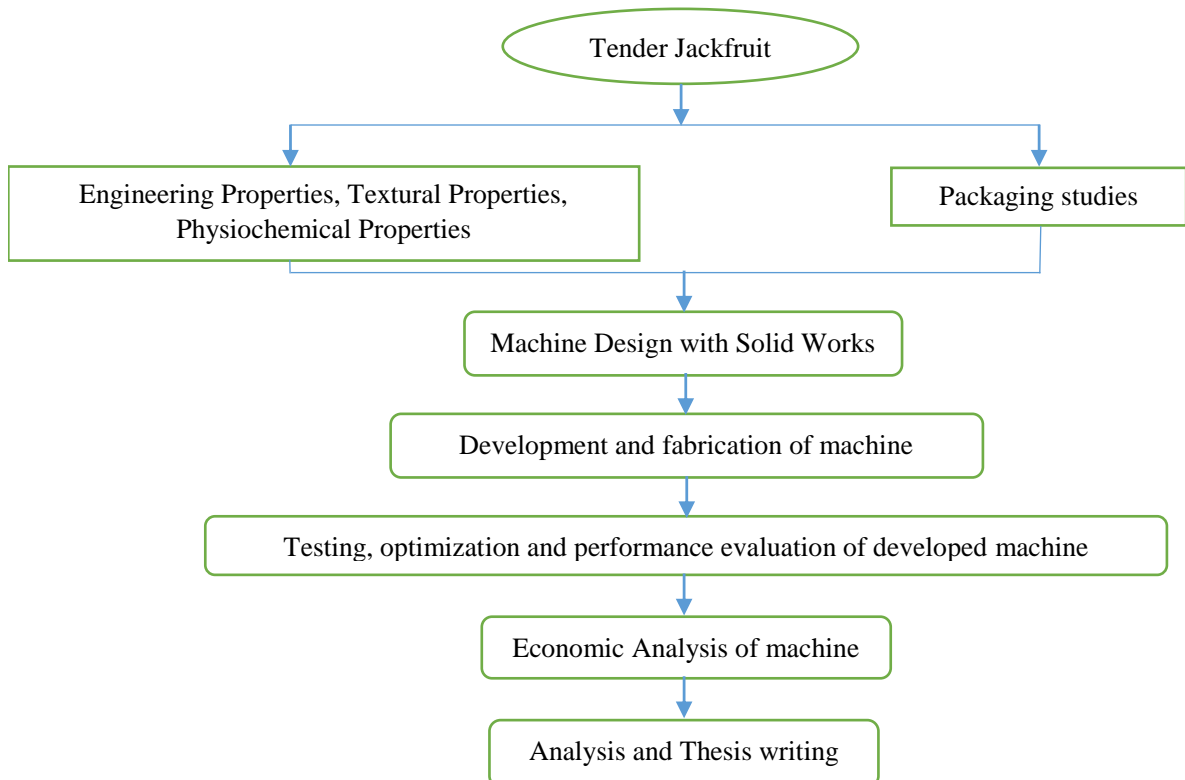 Tender Jackfruit
Engineering Properties, Textural Properties,
Physiochemical Properties
Packaging studies
Machine Design with Solid Works
Development and fabrication of machine
Testing, optimization and performance evaluation of developed machine
Economic Analysis of machine
Analysis and Thesis writing